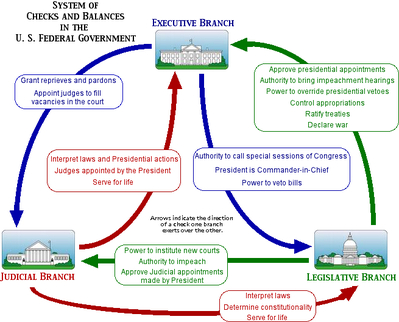 System of
Checks and Balances
in the
U. S. Federal Government
Executive Branch
Grant reprieves and pardons
Appoint judges to fill
vacancies in the court
Approve presidential appointments
Authority to bring impeachment hearings
Power to override presidential vetoes
Control appropriations
Ratify treaties
Declare war
Interpret laws and Presidential actions
Judges appointed by the President
Serve for life
Authority to call special sessions of Congress
President is Commander-in-Chief
Power to veto bills
Arrows indicate the direction
of a check one branch
exerts over the other.
Judicial Branch
Power to institute new courts
Authority to impeach
Approve Judicial appointments
made by President
Legislative Branch
Interpret laws
Determine constitutionality
Serve for life